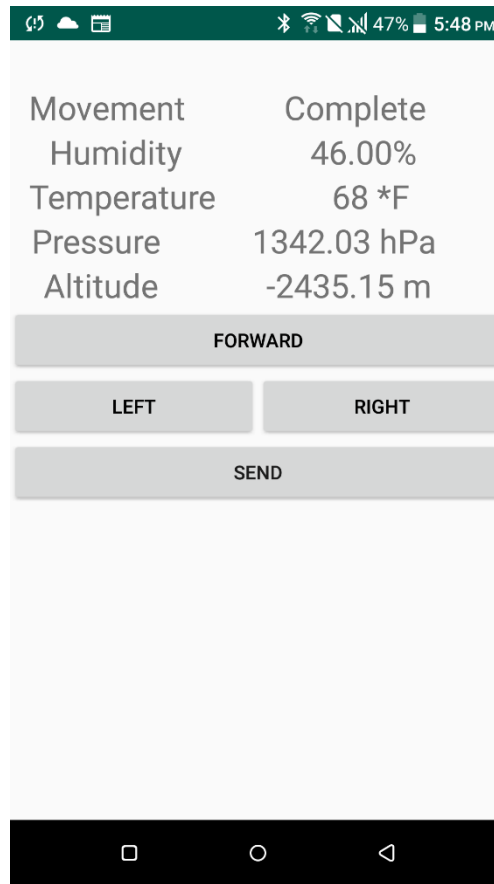 47% 5:48 PM
Movement Complete
Humidity 46.00%
Temperature 68 *F
Pressure 1342.03 hPa
Altitude -2435.15 m
FORWARD
LEFT RIGHT
SEND